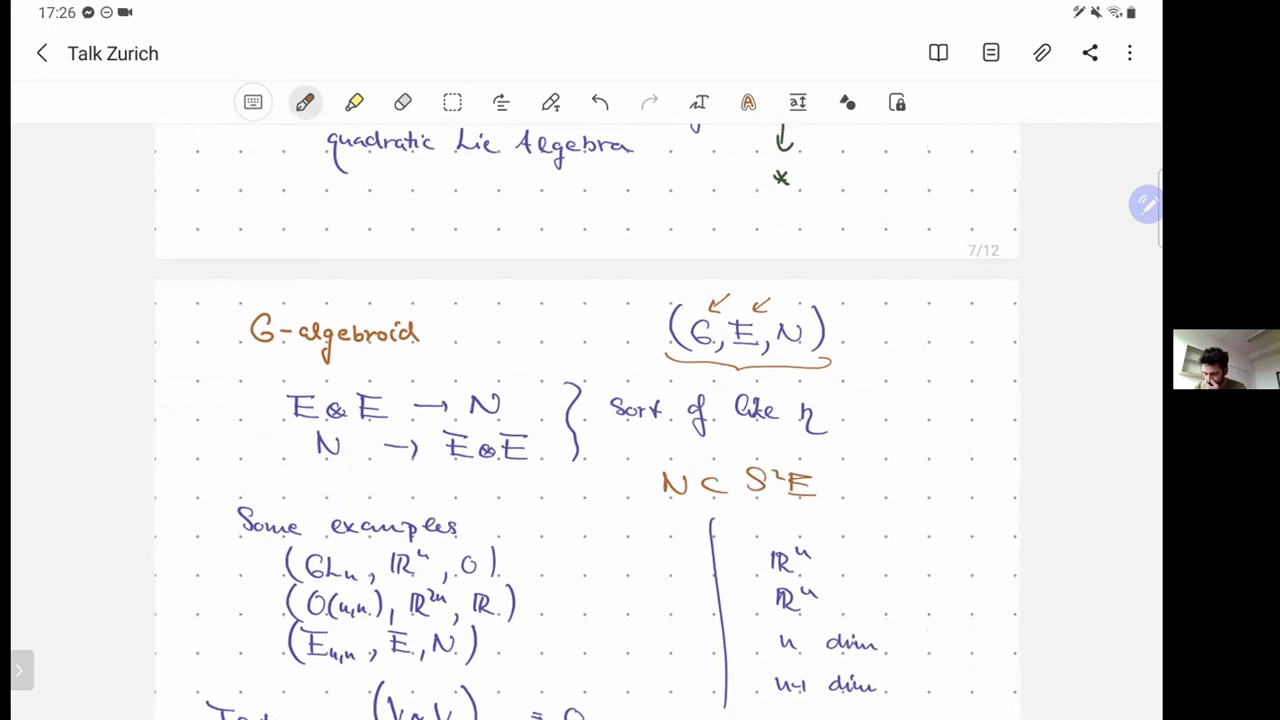 17:26
Talk Zurich
quadratic Lie Algebra
*
7/12
G-algebroid
(G, E, N)
E⊗E → N
N → E⊗E
} sort of like η
N ⊂ S²E
Some examples
(GLn, ℝⁿ, 0)
(O(n,n), ℝ²ⁿ, ℝ)
(En,n, E, N)
ℝⁿ
ℝⁿ
n dim
n-1 dim